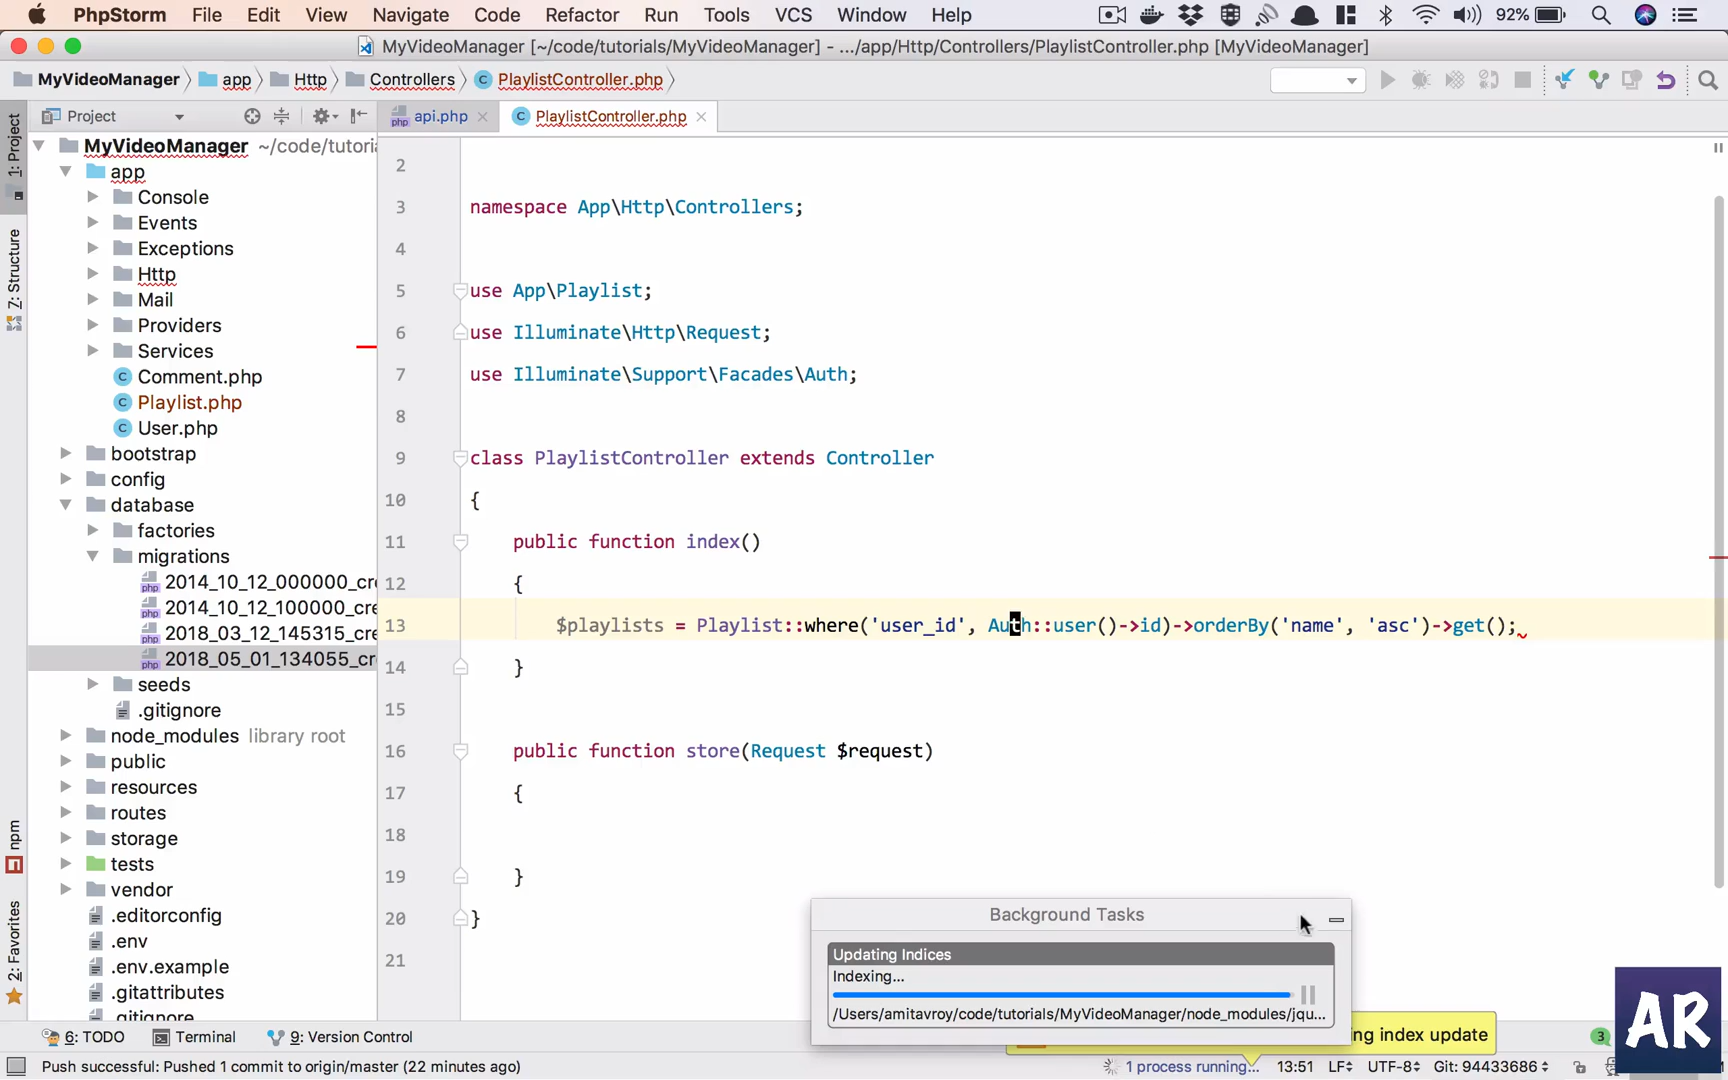 PhpStorm File Edit View Navigate Code Refactor Run Tools VCS Window Help 92%
MyVideoManager [~/code/tutorials/MyVideoManager] - .../app/Http/Controllers/PlaylistController.php [MyVideoManager]
MyVideoManager app Http Controllers PlaylistController.php
Project
api.php
PlaylistController.php
1: Project
7: Structure
npm
2: Favorites
MyVideoManager ~/code/tutoria
app
Console
Events
Exceptions
Http
Mail
Providers
Services
Comment.php
Playlist.php
User.php
bootstrap
config
database
factories
migrations
2014_10_12_000000_cre
2014_10_12_100000_cre
2018_03_12_145315_cre
2018_05_01_134055_cre
seeds
.gitignore
node_modules library root
public
resources
routes
storage
tests
vendor
.editorconfig
.env
.env.example
.gitattributes
.gitignore
2
3 namespace App\Http\Controllers;
4
5 use App\Playlist;
6 use Illuminate\Http\Request;
7 use Illuminate\Support\Facades\Auth;
8
9 class PlaylistController extends Controller
10 {
11 public function index()
12 {
13 $playlists = Playlist::where('user_id', Auth::user()->id)->orderBy('name', 'asc')->get();
14 }
15
16 public function store(Request $request)
17 {
18
19 }
20 }
21
Background Tasks
Updating Indices
Indexing...
/Users/amitavroy/code/tutorials/MyVideoManager/node_modules/jqu...
ng index update
AR
6: TODO Terminal 9: Version Control 3
Push successful: Pushed 1 commit to origin/master (22 minutes ago) 1 process running... 13:51 LF UTF-8 Git: 94433686